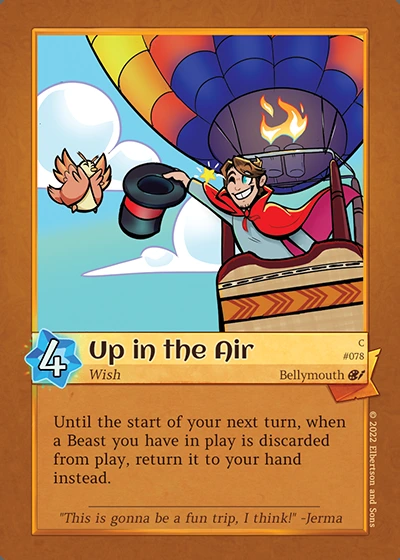 4
Up in the Air
C
#078
Wish
Bellymouth
Until the start of your next turn, when
a Beast you have in play is discarded
from play, return it to your hand
instead.
"This is gonna be a fun trip, I think!" -Jerma
© 2022 Elbertson and Sons